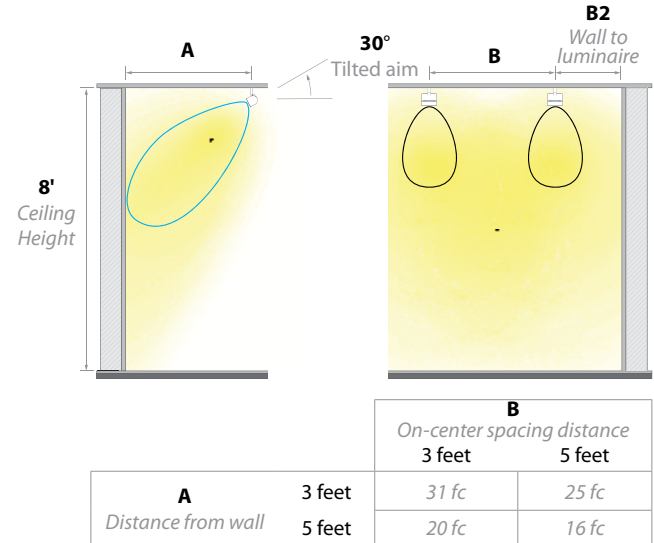 A
30°
Tilted aim
B
B2
Wall to
luminaire
8'
Ceiling
Height
B
On-center spacing distance
3 feet 5 feet
A
Distance from wall
3 feet 31 fc 25 fc
5 feet 20 fc 16 fc